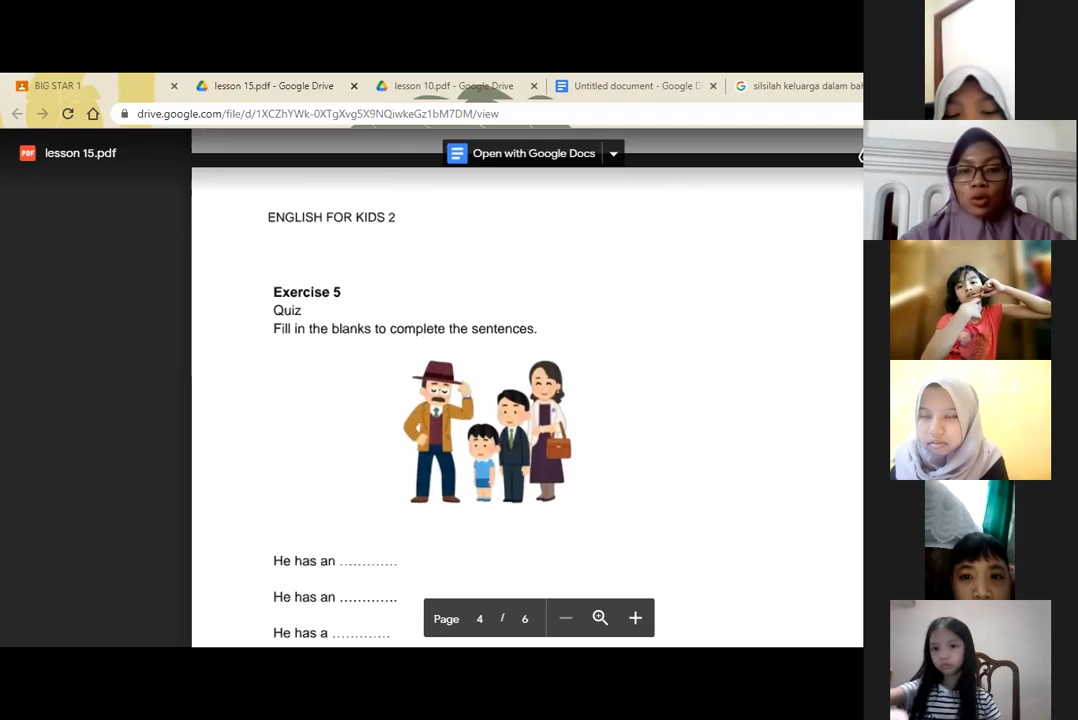 BIG STAR 1
lesson 15.pdf - Google Drive
lesson 10.pdf - Google Drive
Untitled document - Google D
silsilah keluarga dalam bah
drive.google.com/file/d/1XCZhYWk-0XTgXvg5X9NQiwkeGz1bM7DM/view
PDF lesson 15.pdf
Open with Google Docs
ENGLISH FOR KIDS 2
Exercise 5
Quiz
Fill in the blanks to complete the sentences.
He has an ………….
He has an ………….
He has a ………….
Page 4 / 6